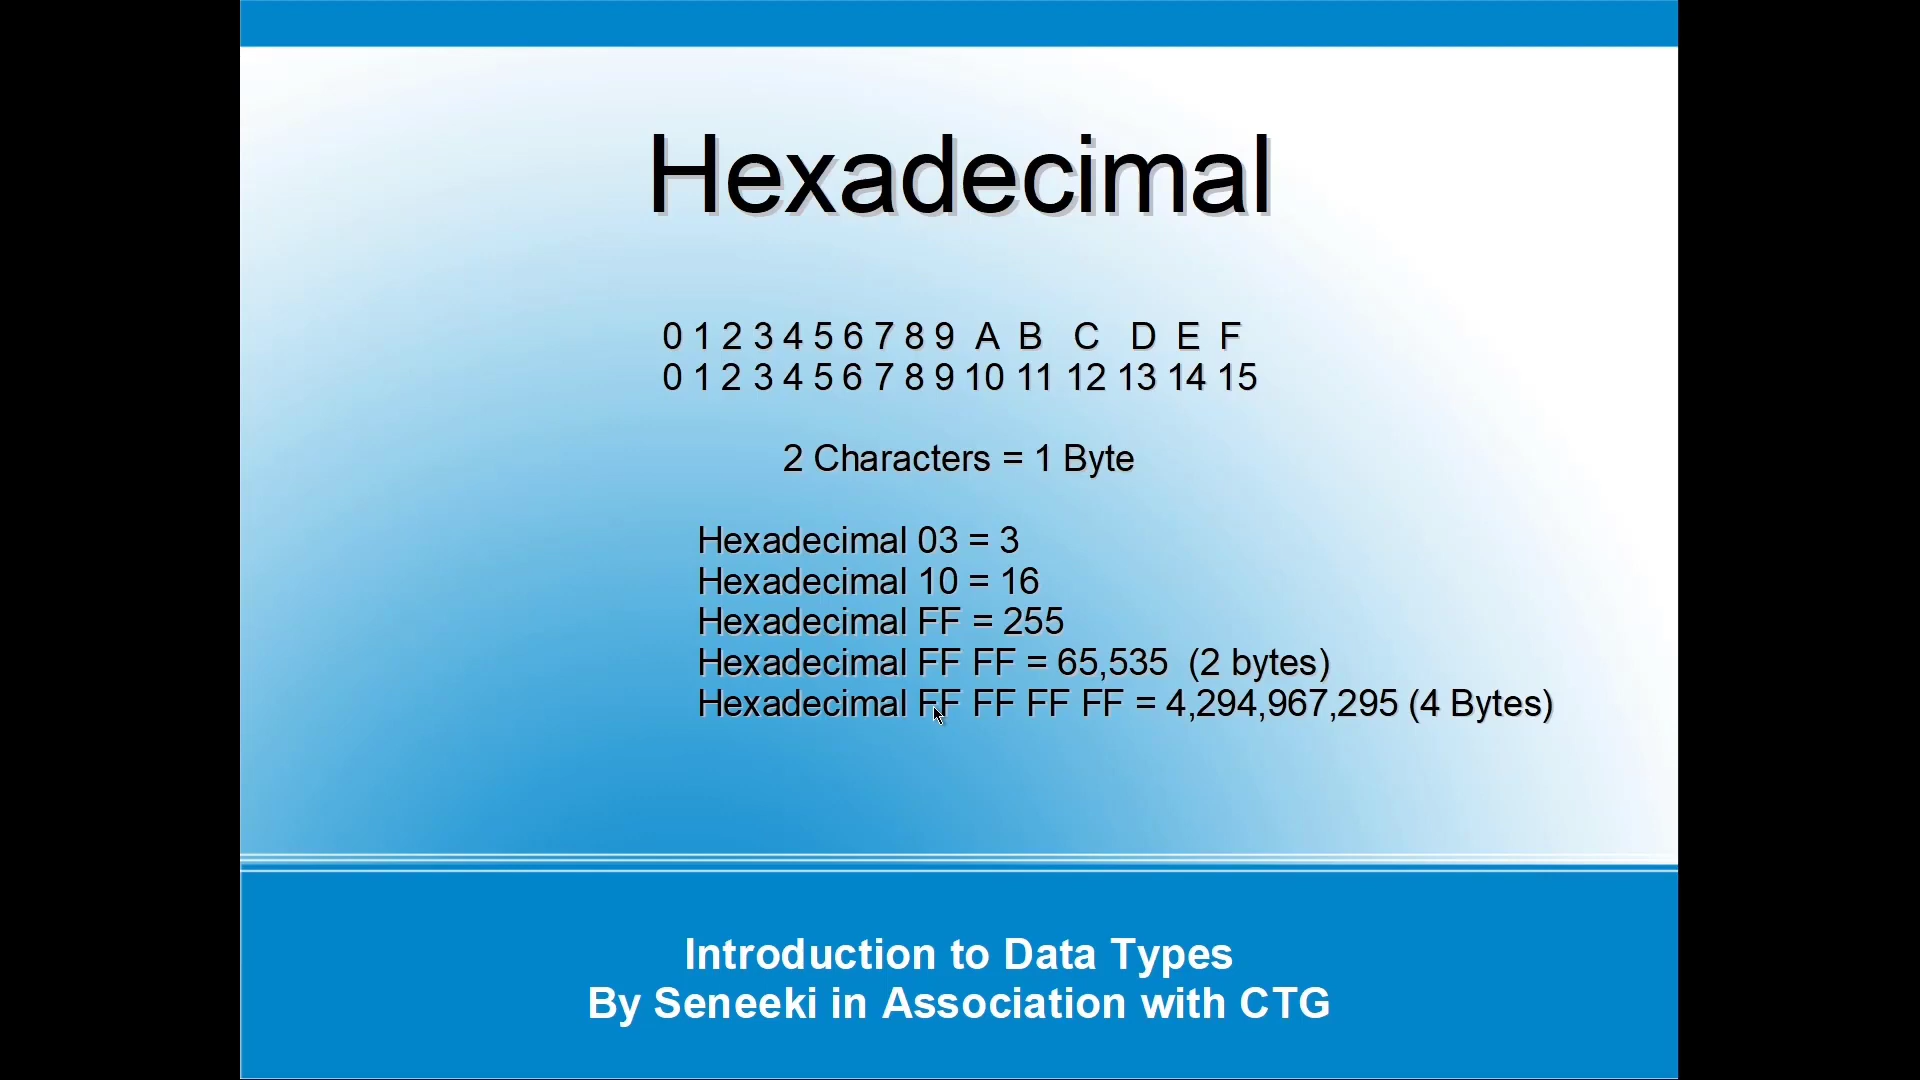 Hexadecimal
0 1 2 3 4 5 6 7 8 9 A B C D E F
0 1 2 3 4 5 6 7 8 9 10 11 12 13 14 15
2 Characters = 1 Byte
Hexadecimal 03 = 3
Hexadecimal 10 = 16
Hexadecimal FF = 255
Hexadecimal FF FF = 65,535 (2 bytes)
Hexadecimal FF FF FF FF = 4,294,967,295 (4 Bytes)
Introduction to Data Types
By Seneeki in Association with CTG